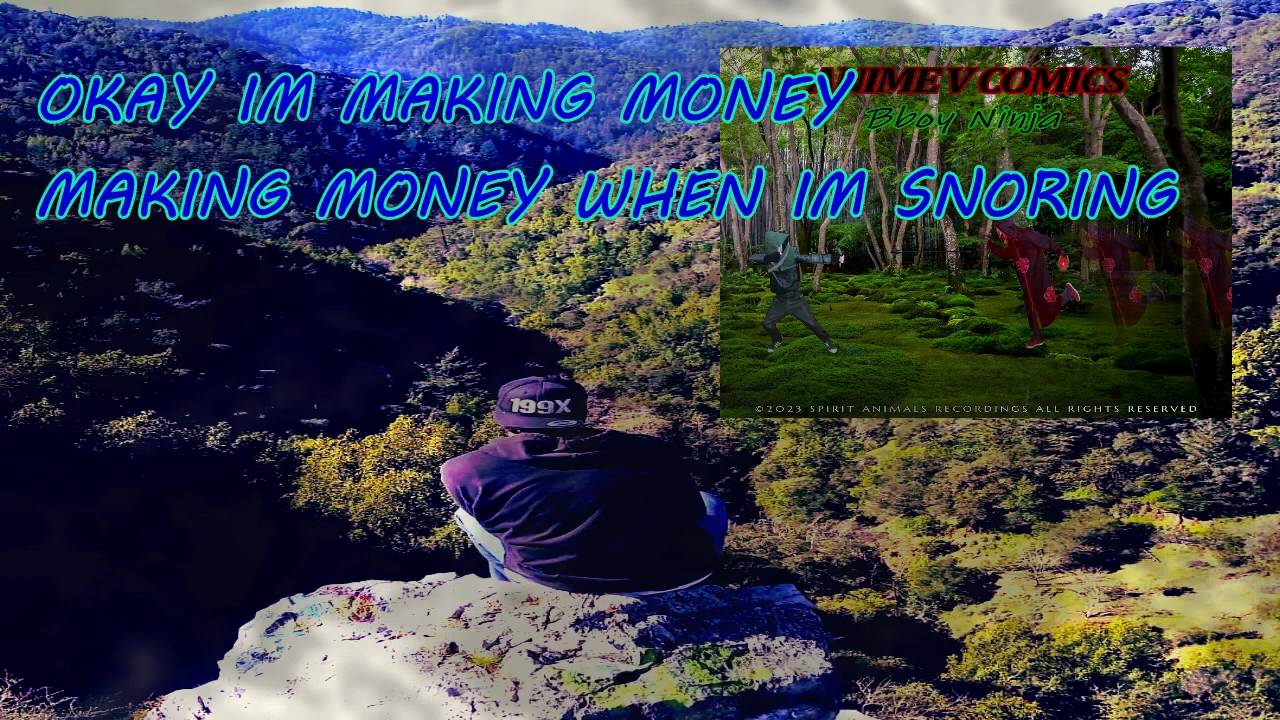 OKAY IM MAKING MONEY
MAKING MONEY WHEN IM SNORING
V COMICS
Bboy Ninja
199X
©2023 SPIRIT ANIMALS RECORDINGS ALL RIGHTS RESERVED